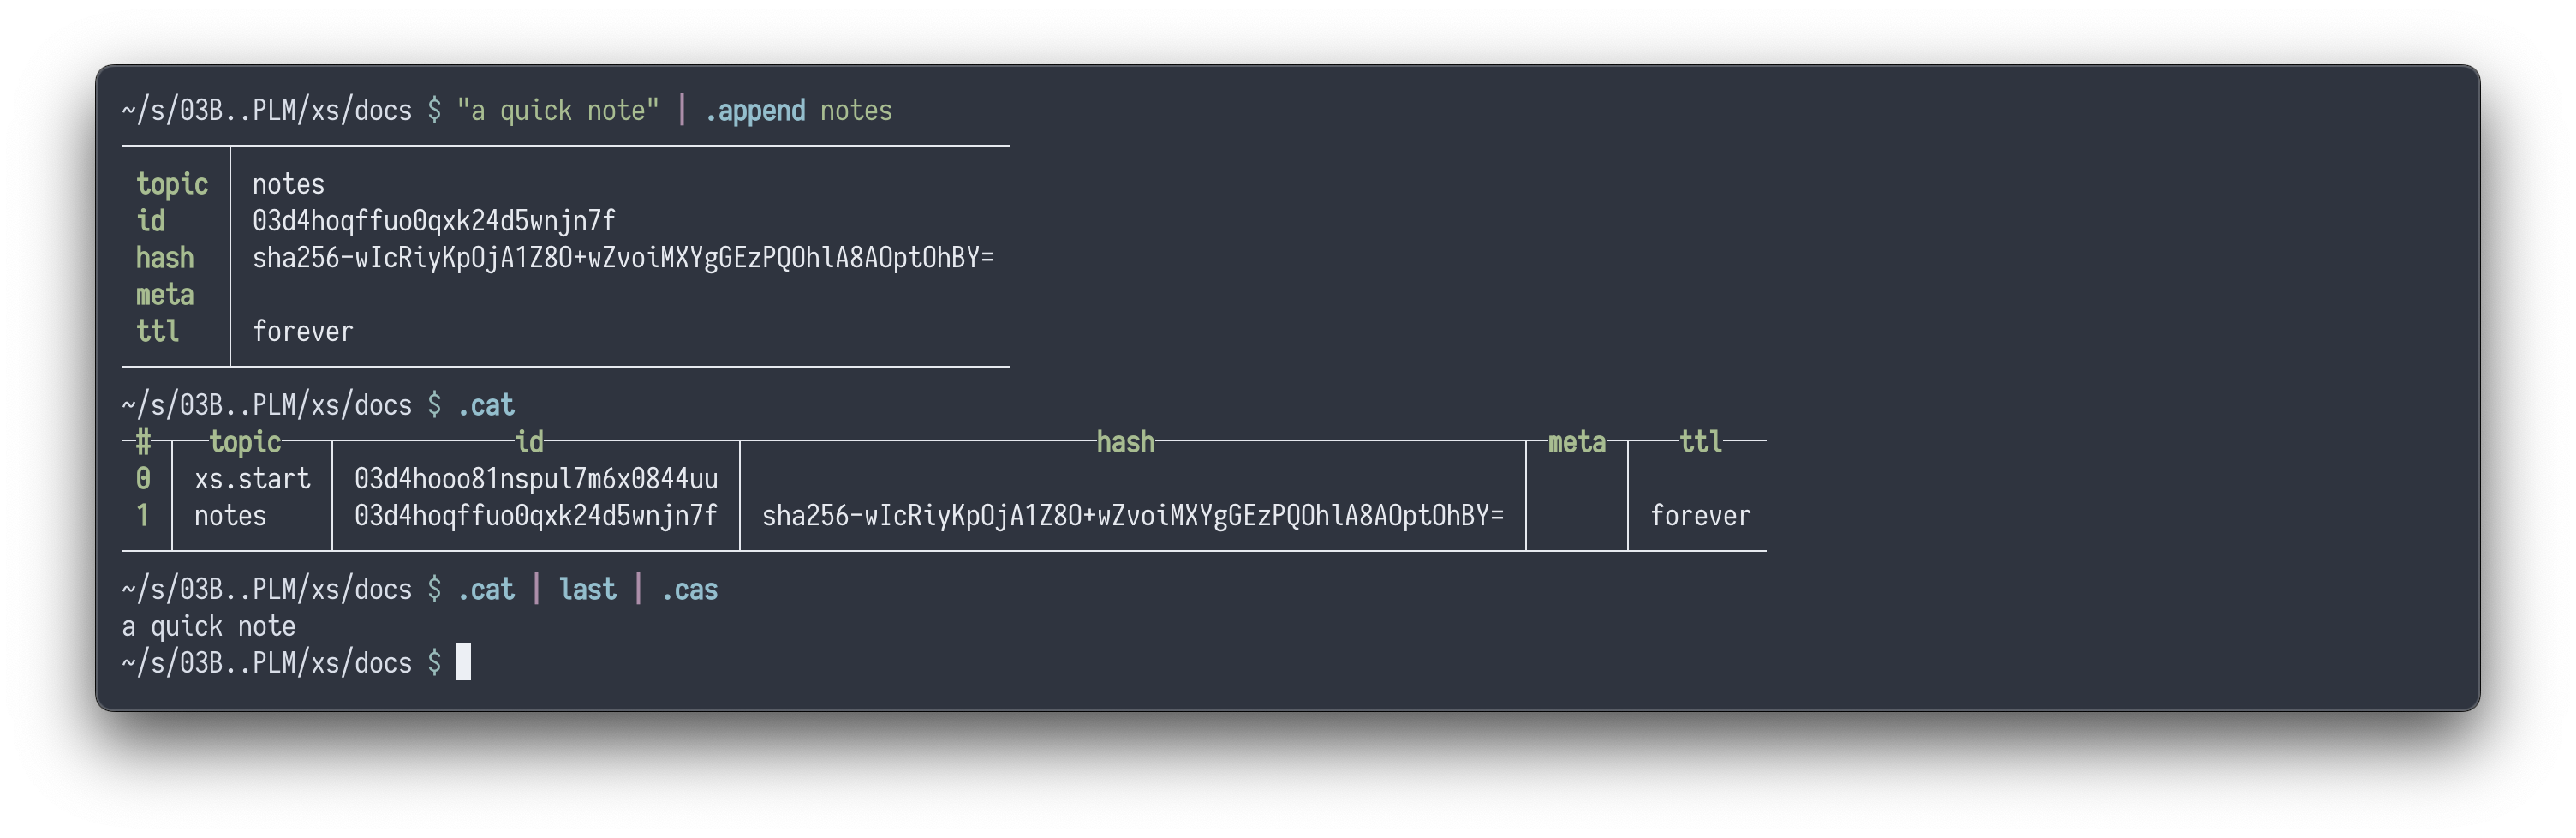 ~/s/03B..PLM/xs/docs $ "a quick note" | .append notes
topic notes
id 03d4hoqffuo0qxk24d5wnjn7f
hash sha256-wIcRiyKpOjA1Z8O+wZvoiMXYgGEzPQOhlA8AOptOhBY=
meta
ttl forever
~/s/03B..PLM/xs/docs $ .cat
# topic id hash meta ttl
0 xs.start 03d4hooo81nspul7m6x0844uu
1 notes 03d4hoqffuo0qxk24d5wnjn7f sha256-wIcRiyKpOjA1Z8O+wZvoiMXYgGEzPQOhlA8AOptOhBY= forever
~/s/03B..PLM/xs/docs $ .cat | last | .cas
a quick note
~/s/03B..PLM/xs/docs $